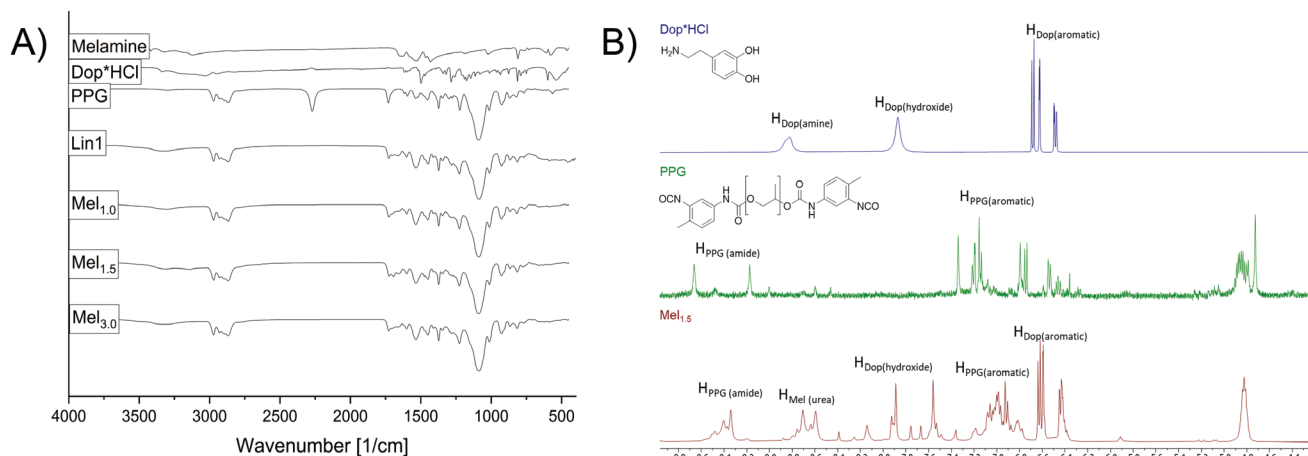 A)
Melamine
Dop*HCl
PPG
Lin1
Mel1.0
Mel1.5
Mel3.0
4000 3500 3000 2500 2000 1500 1000 500
Wavenumber [1/cm]
B)
Dop*HCl
H2N
OH
OH
HDop(amine)
HDop(hydroxide)
HDop(aromatic)
PPG
OCN
H
N
O
O
O
O
O
H
N
NCO
HPPG (amide)
HPPG(aromatic)
Mel1.5
HPPG (amide)
HMel (urea)
HDop(hydroxide)
HPPG(aromatic)
HDop(aromatic)